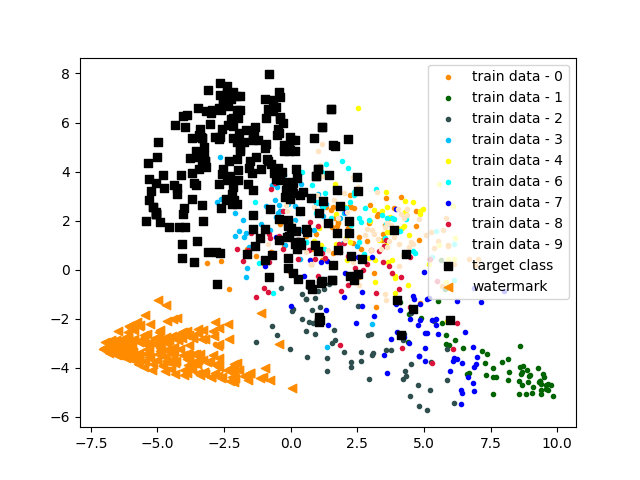 8
6
4
2
0
−2
−4
−6
−7.5 −5.0 −2.5 0.0 2.5 5.0 7.5 10.0
train data - 0
train data - 1
train data - 2
train data - 3
train data - 4
train data - 6
train data - 7
train data - 8
train data - 9
target class
watermark